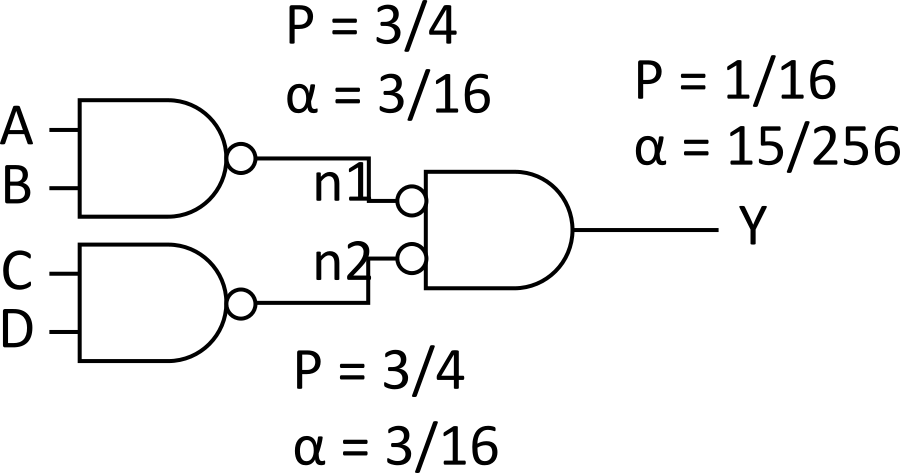 P = 3/4
α = 3/16
P = 1/16
α = 15/256
A
B
n1
Y
C
n2
D
P = 3/4
α = 3/16